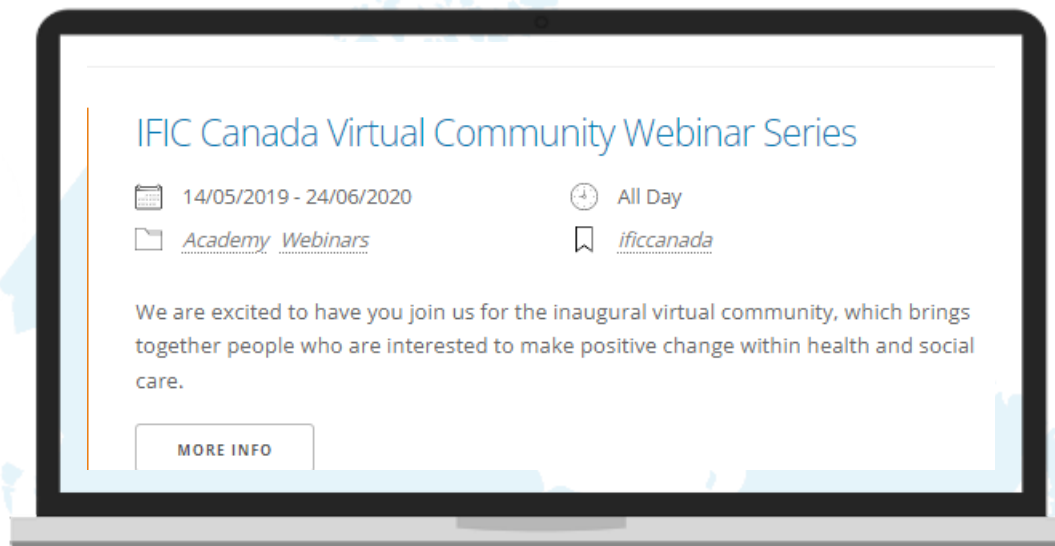 IFIC Canada Virtual Community Webinar Series
14/05/2019 - 24/06/2020
All Day
Academy Webinars
ificcanada
We are excited to have you join us for the inaugural virtual community, which brings
together people who are interested to make positive change within health and social
care.
MORE INFO